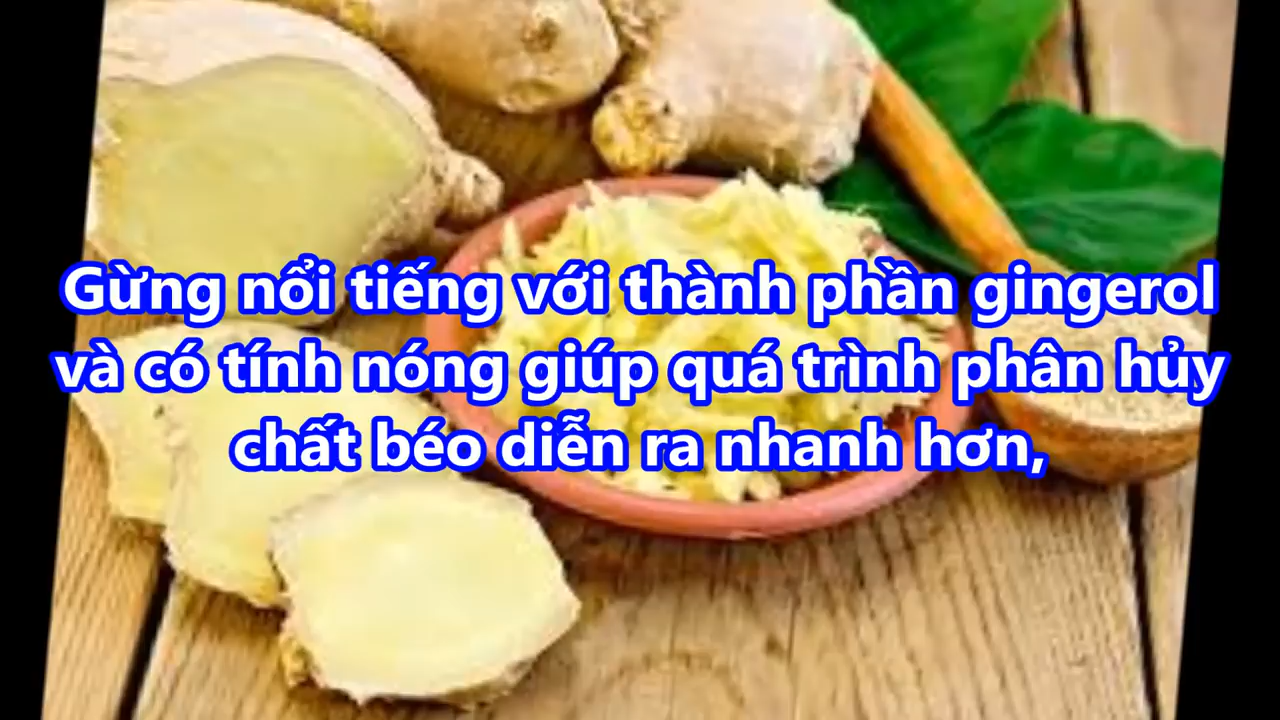 Gừng nổi tiếng với thành phần gingerol
và có tính nóng giúp quá trình phân hủy
chất béo diễn ra nhanh hơn,